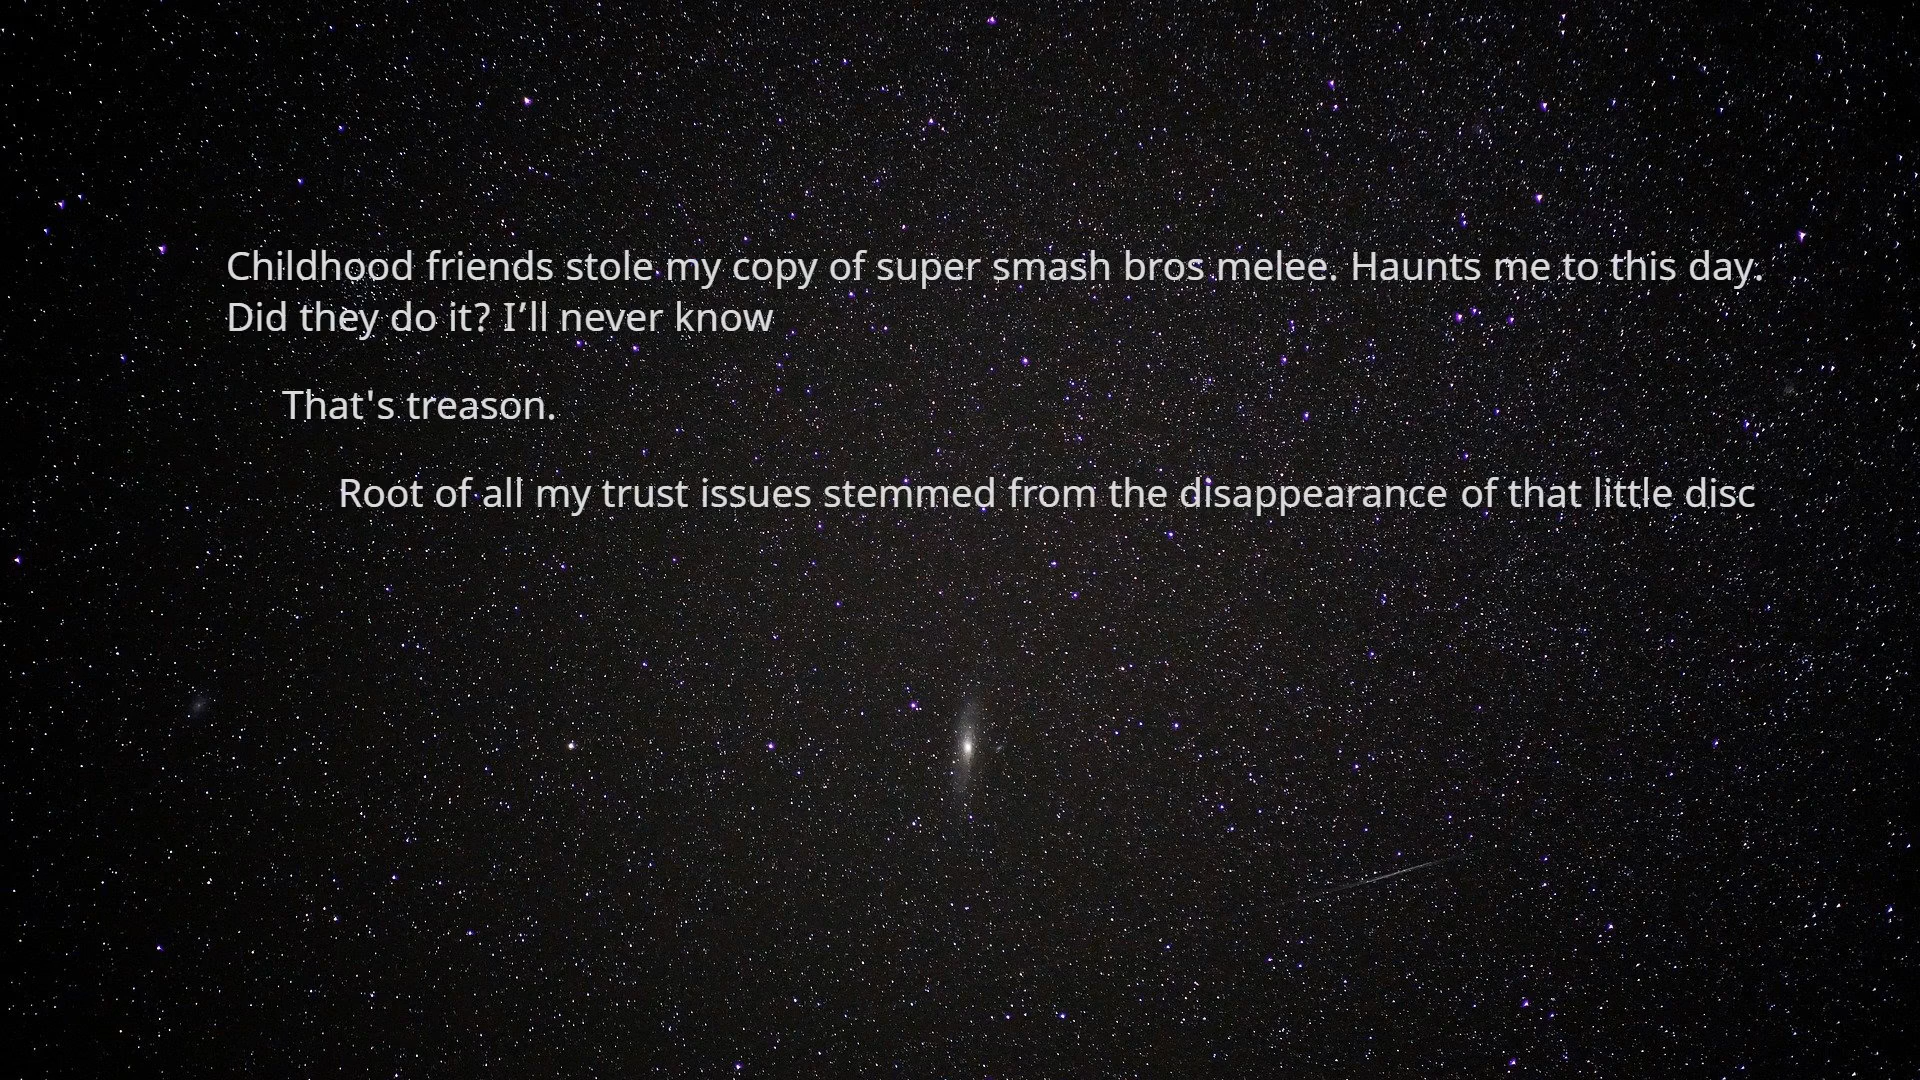 Childhood friends stole my copy of super smash bros melee. Haunts me to this day.
Did they do it? I’ll never know
That's treason.
Root of all my trust issues stemmed from the disappearance of that little disc